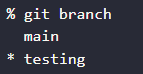 % git branch
  main
* testing